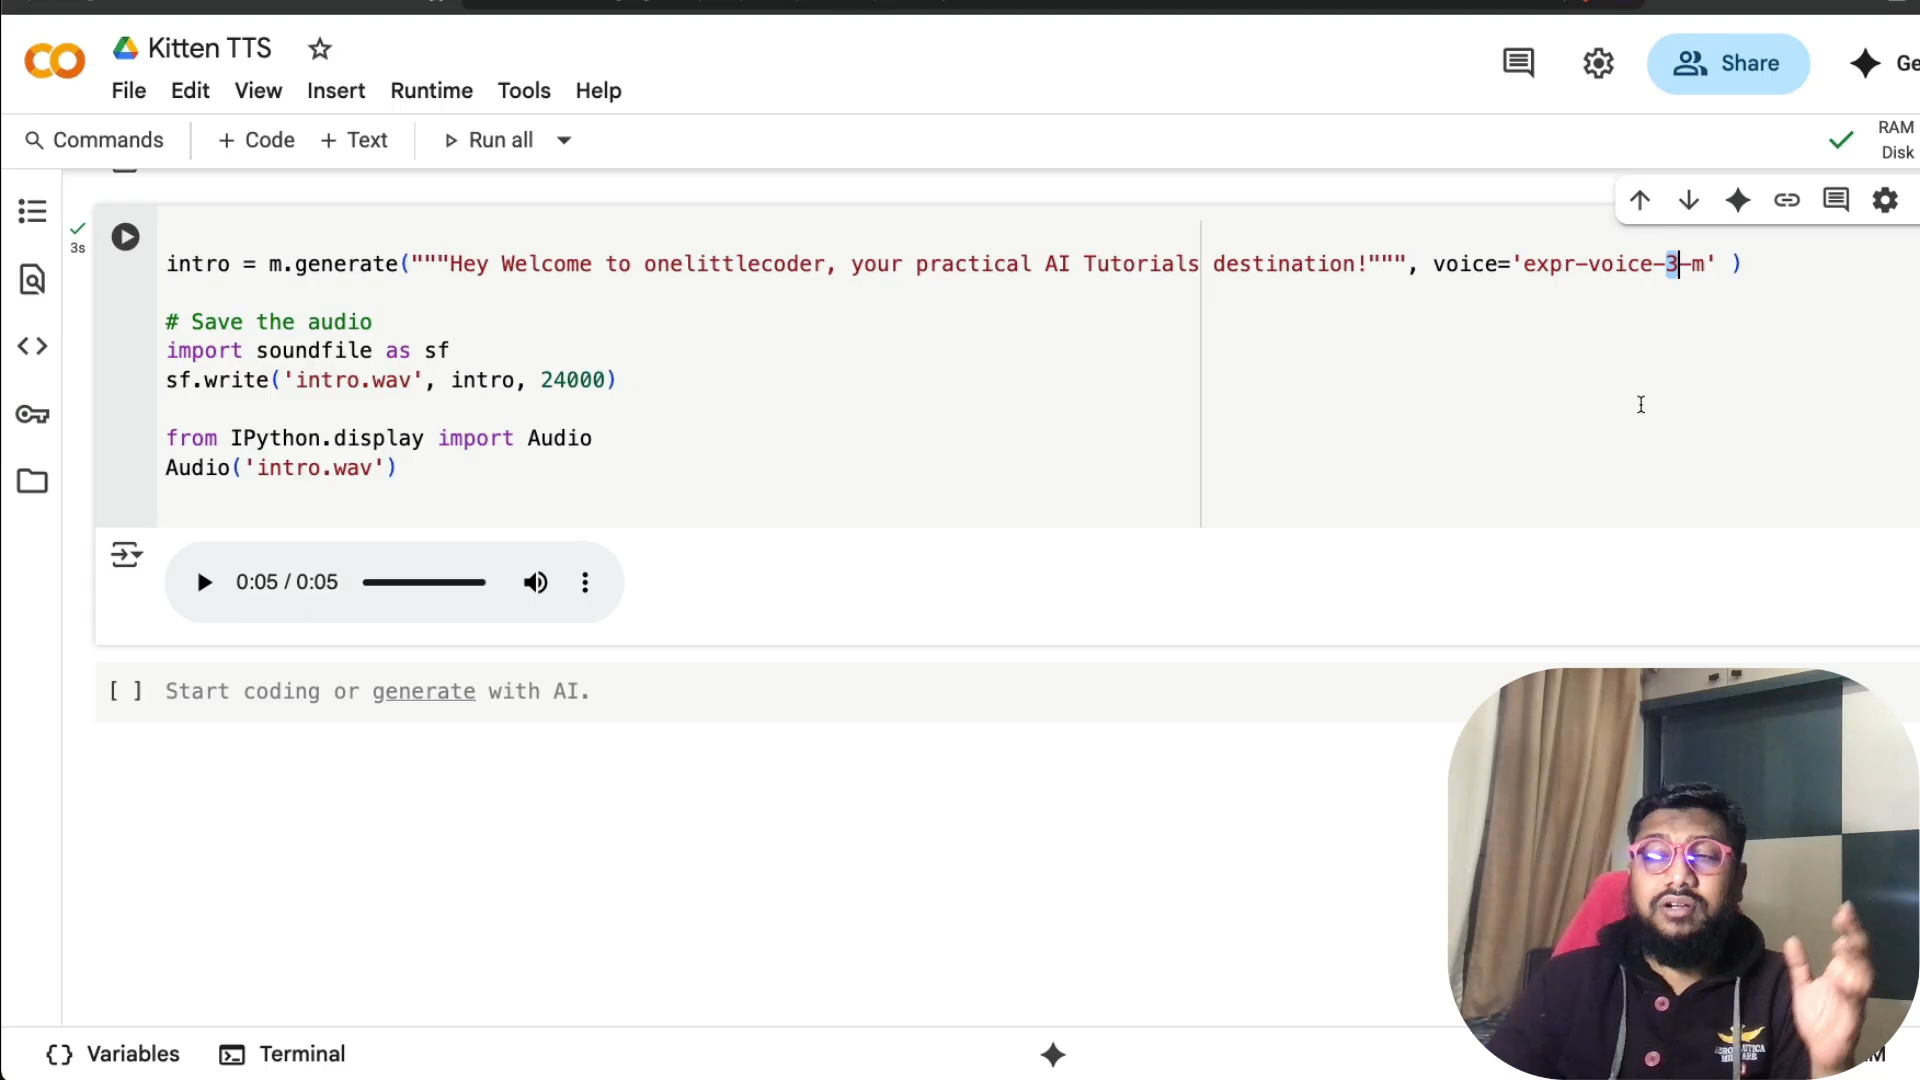 Kitten TTS
Share
Ge
File Edit View Insert Runtime Tools Help
Commands + Code + Text Run all
RAM
Disk
3s
intro = m.generate("""Hey Welcome to onelittlecoder, your practical AI Tutorials destination!""", voice='expr-voice-3-m' )
# Save the audio
import soundfile as sf
sf.write('intro.wav', intro, 24000)
from IPython.display import Audio
Audio('intro.wav')
0:05 / 0:05
[ ] Start coding or generate with AI.
{} Variables Terminal